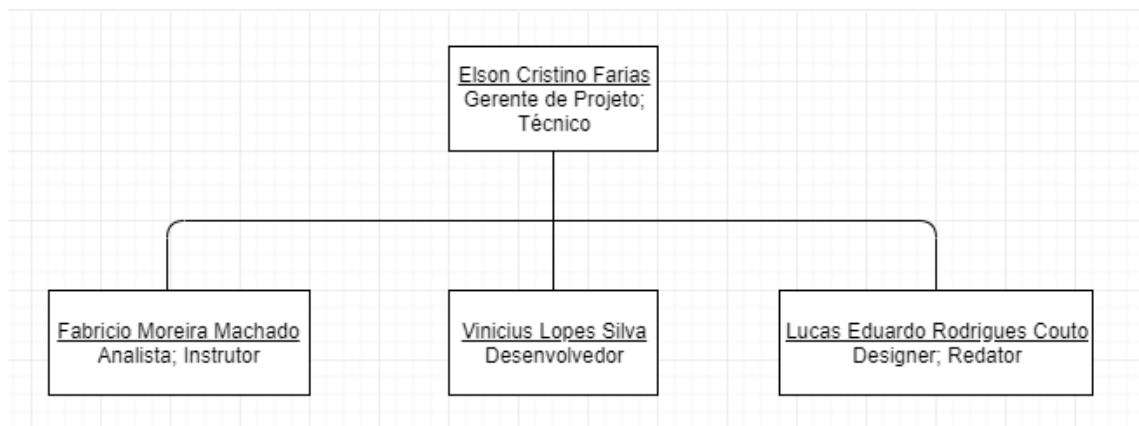 Elson Cristino Farias
Gerente de Projeto;
Técnico
Fabricio Moreira Machado
Analista; Instrutor
Vinicius Lopes Silva
Desenvolvedor
Lucas Eduardo Rodrigues Couto
Designer; Redator